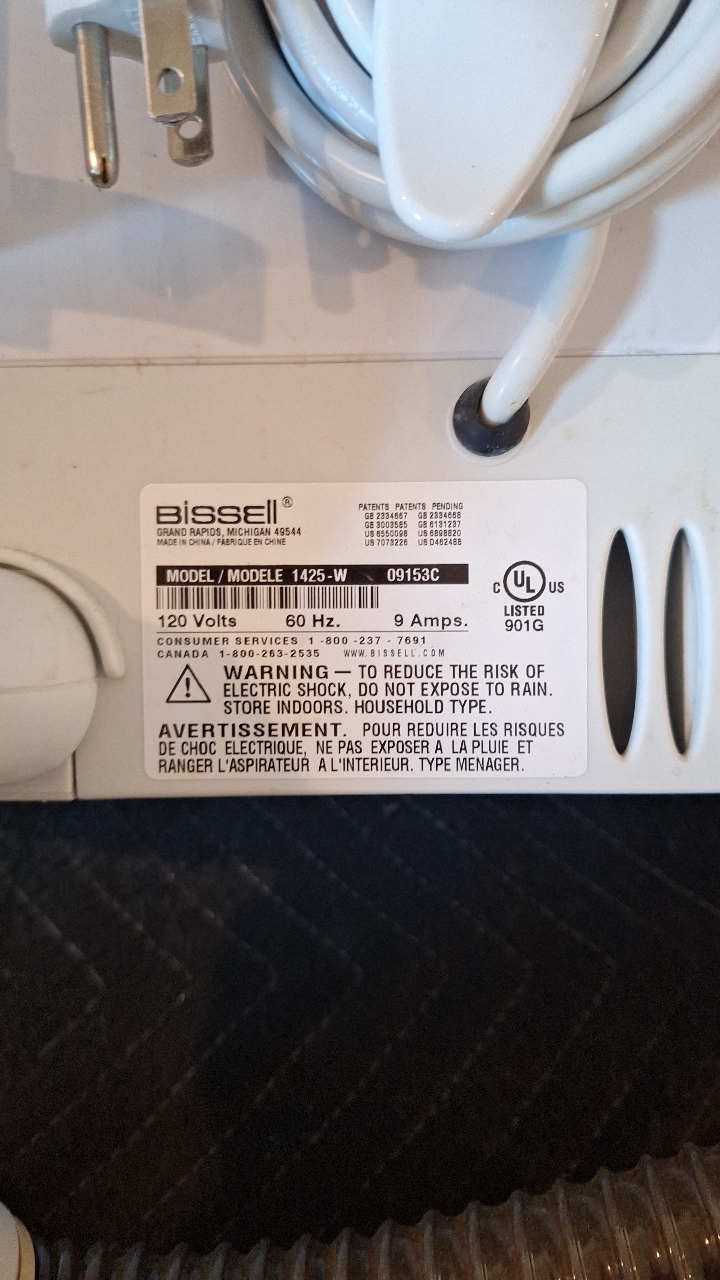 BISSELL®
GRAND RAPIDS, MICHIGAN 49544
MADE IN CHINA / FABRIQUE EN CHINE
PATENTS PATENTS PENDING
GB 2334667 GB 2334668
GB 3003585 GB 6131237
US 6550098 US 6898820
US 7073226 US D462488
MODEL / MODELE 1425-W 09153C
C UL US
LISTED
901G
120 Volts 60 Hz. 9 Amps.
CONSUMER SERVICES 1-800-237-7691
CANADA 1-800-263-2535 WWW.BISSELL.COM
WARNING — TO REDUCE THE RISK OF
ELECTRIC SHOCK, DO NOT EXPOSE TO RAIN.
STORE INDOORS. HOUSEHOLD TYPE.
AVERTISSEMENT. POUR REDUIRE LES RISQUES
DE CHOC ELECTRIQUE, NE PAS EXPOSER A LA PLUIE ET
RANGER L'ASPIRATEUR A L'INTERIEUR. TYPE MENAGER.